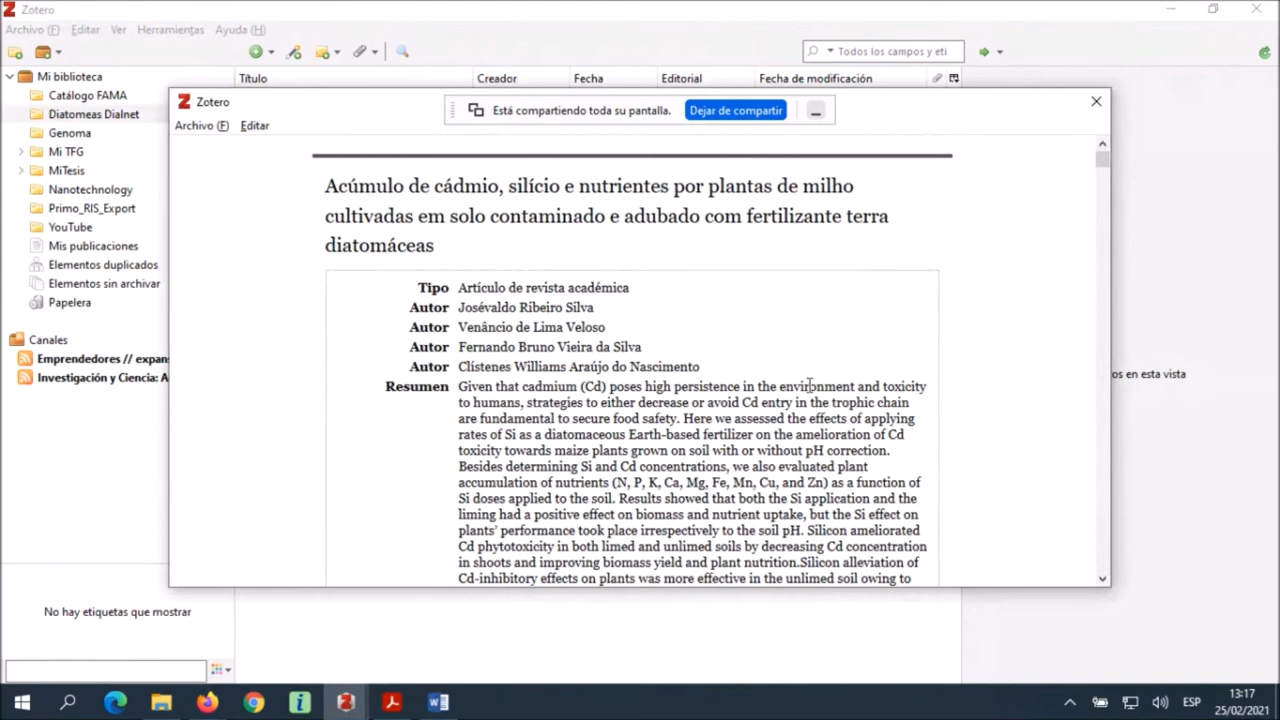 Zotero
Archivo (F) Editar Ver Herramientas Ayuda (H)
Todos los campos y eti
Mi biblioteca
Catálogo FAMA
Diatomeas Dialnet
Genoma
Mi TFG
MiTesis
Nanotechnology
Primo_RIS_Export
YouTube
Mis publicaciones
Elementos duplicados
Elementos sin archivar
Papelera
Canales
Emprendedores // expan
Investigación y Ciencia: A
No hay etiquetas que mostrar
Título Creador Fecha Editorial Fecha de modificación
Zotero
Está compartiendo toda su pantalla. Dejar de compartir
Archivo (F) Editar
Acúmulo de cádmio, silício e nutrientes por plantas de milho
cultivadas em solo contaminado e adubado com fertilizante terra
diatomáceas
Tipo Artículo de revista académica
Autor Josévaldo Ribeiro Silva
Autor Venâncio de Lima Veloso
Autor Fernando Bruno Vieira da Silva
Autor Clístenes Williams Araújo do Nascimento
Resumen Given that cadmium (Cd) poses high persistence in the environment and toxicity
to humans, strategies to either decrease or avoid Cd entry in the trophic chain
are fundamental to secure food safety. Here we assessed the effects of applying
rates of Si as a diatomaceous Earth-based fertilizer on the amelioration of Cd
toxicity towards maize plants grown on soil with or without pH correction.
Besides determining Si and Cd concentrations, we also evaluated plant
accumulation of nutrients (N, P, K, Ca, Mg, Fe, Mn, Cu, and Zn) as a function of
Si doses applied to the soil. Results showed that both the Si application and the
liming had a positive effect on biomass and nutrient uptake, but the Si effect on
plants’ performance took place irrespectively to the soil pH. Silicon ameliorated
Cd phytotoxicity in both limed and unlimed soils by decreasing Cd concentration
in shoots and improving biomass yield and plant nutrition.Silicon alleviation of
Cd-inhibitory effects on plants was more effective in the unlimed soil owing to
os en esta vista
ESP
13:17
25/02/2021